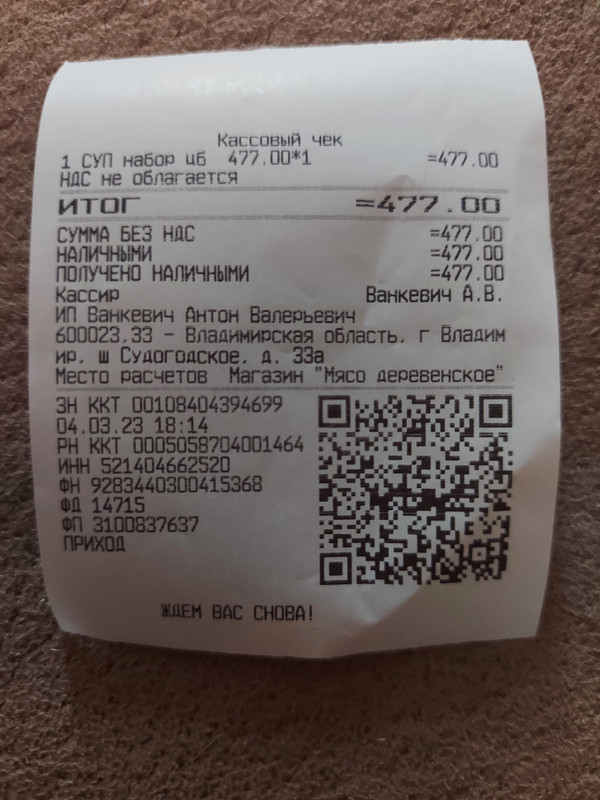 Кассовый чек
1 СУП набор цб 477.00*1 =477.00
НДС не облагается
ИТОГ =477.00
СУММА БЕЗ НДС =477.00
НАЛИЧНЫМИ =477.00
ПОЛУЧЕНО НАЛИЧНЫМИ =477.00
Кассир Ванкевич А.В.
ИП Ванкевич Антон Валерьевич
600023,33 - Владимирская область, г Владим
ир, ш Судогодское, д. 33а
Место расчетов Магазин "Мясо деревенское"
ЗН ККТ 00108404394699
04.03.23 18:14
РН ККТ 0005058704001464
ИНН 521404662520
ФН 9283440300415368
ФД 14715
ФП 3100837637
ПРИХОД
ЖДЕМ ВАС СНОВА!